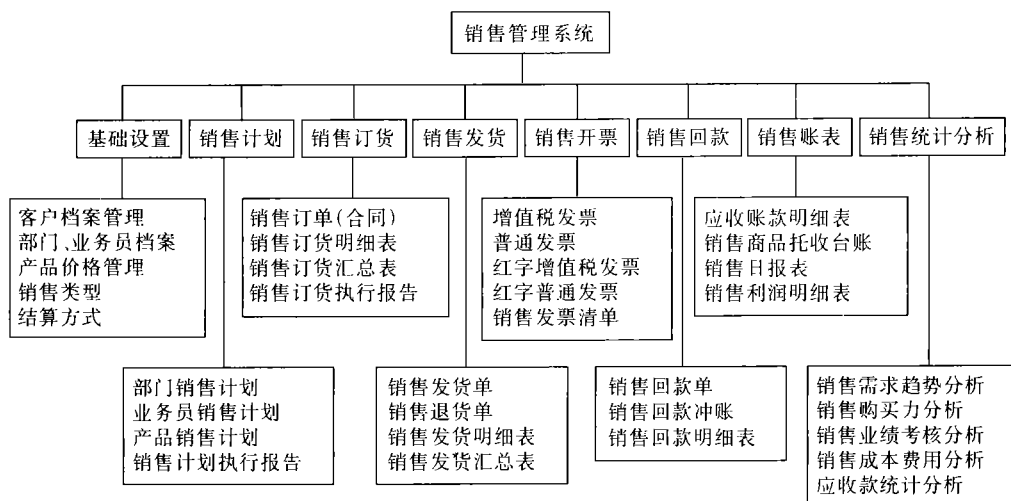 销售管理系统
基础设置
销售计划
销售订货
销售发货
销售开票
销售回款
销售账表
销售统计分析
客户档案管理
部门、业务员档案
产品价格管理
销售类型
结算方式
销售订单(合同)
销售订货明细表
销售订货汇总表
销售订货执行报告
增值税发票
普通发票
红字增值税发票
红字普通发票
销售发票清单
应收账款明细表
销售商品托收台账
销售日报表
销售利润明细表
部门销售计划
业务员销售计划
产品销售计划
销售计划执行报告
销售发货单
销售退货单
销售发货明细表
销售发货汇总表
销售回款单
销售回款冲账
销售回款明细表
销售需求趋势分析
销售购买力分析
销售业绩考核分析
销售成本费用分析
应收款统计分析